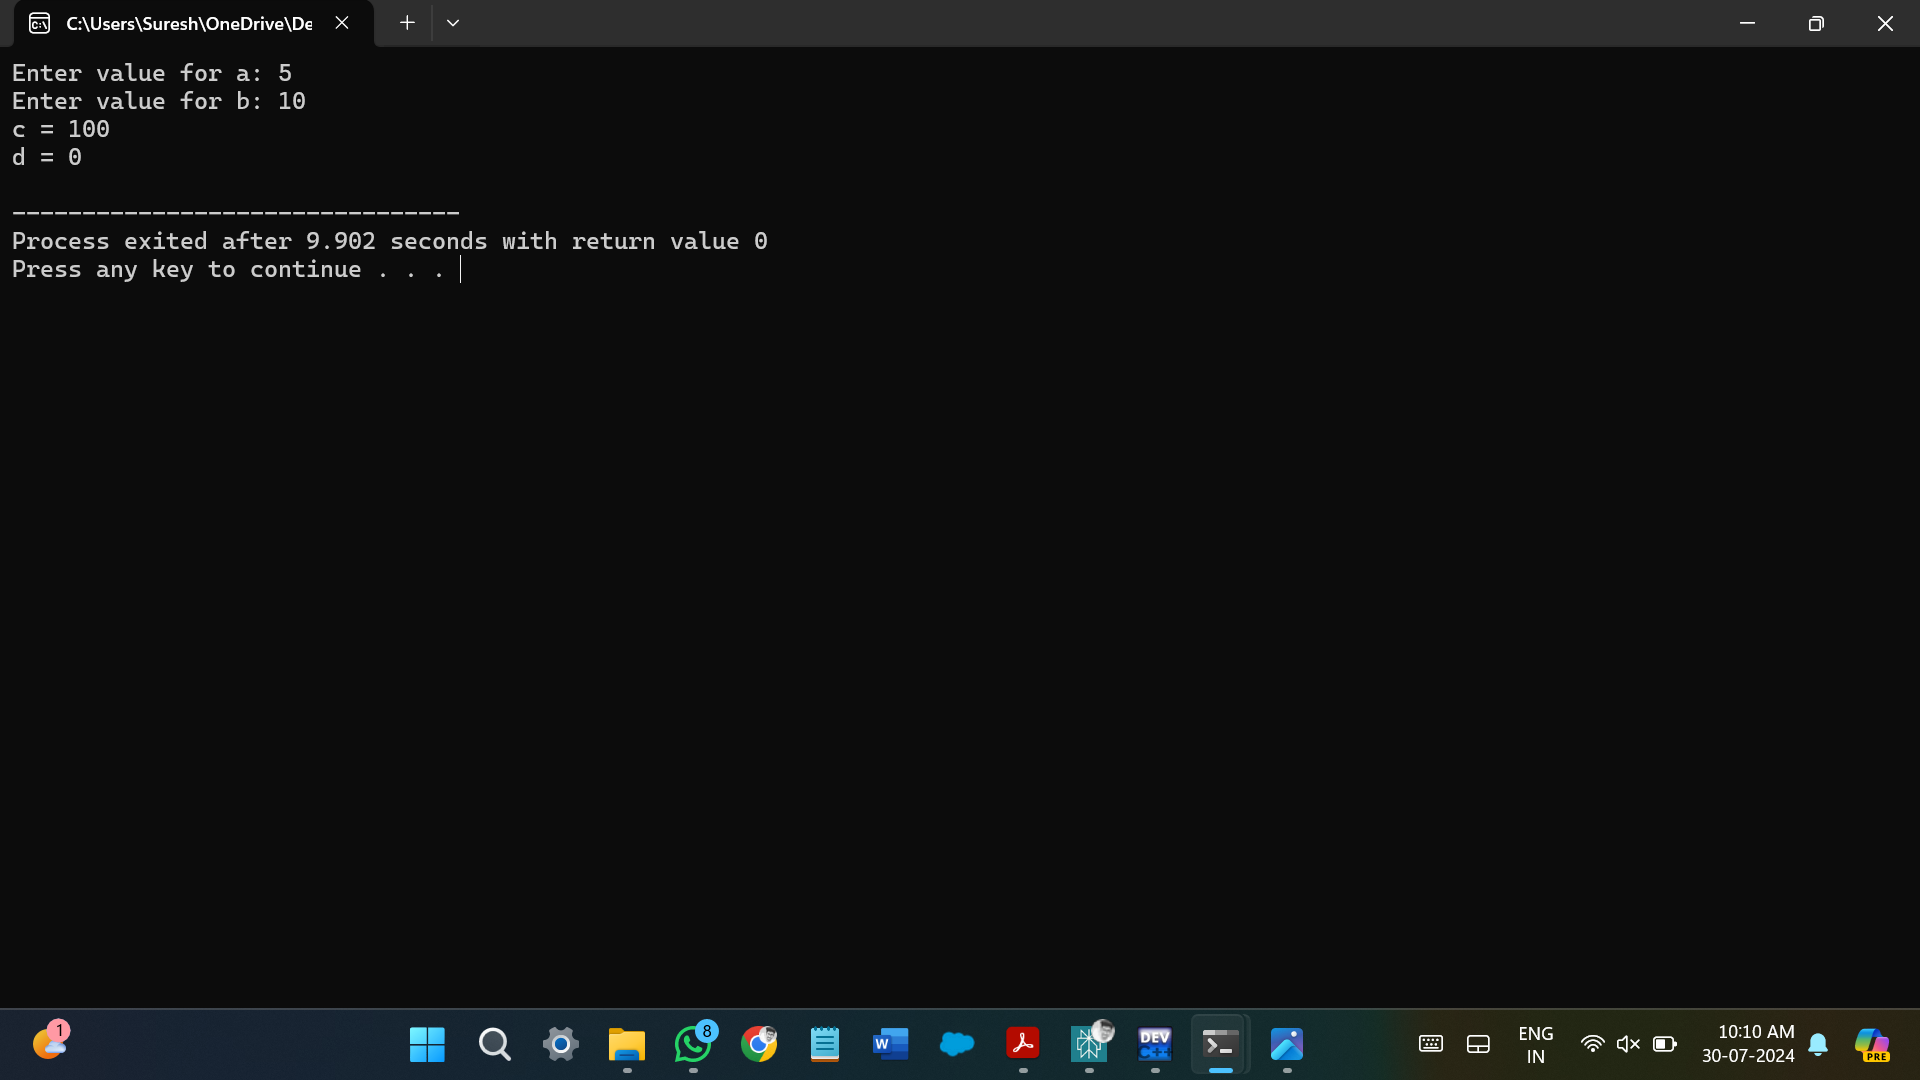 C:\Users\Suresh\OneDrive\De
Enter value for a: 5
Enter value for b: 10
c = 100
d = 0
--------------------------------
Process exited after 9.902 seconds with return value 0
Press any key to continue . . .
1
8
W
DEV
C++
ENG
IN
10:10 AM
30-07-2024
PRE